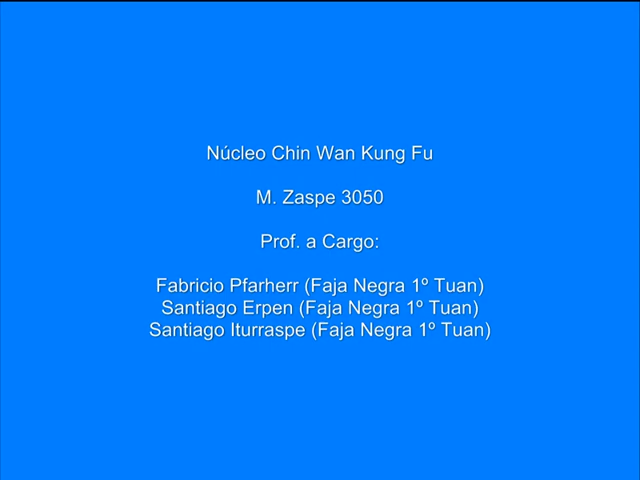 Núcleo Chin Wan Kung Fu
M. Zaspe 3050
Prof. a Cargo:
Fabricio Pfarherr (Faja Negra 1º Tuan)
Santiago Erpen (Faja Negra 1º Tuan)
Santiago Iturraspe (Faja Negra 1º Tuan)